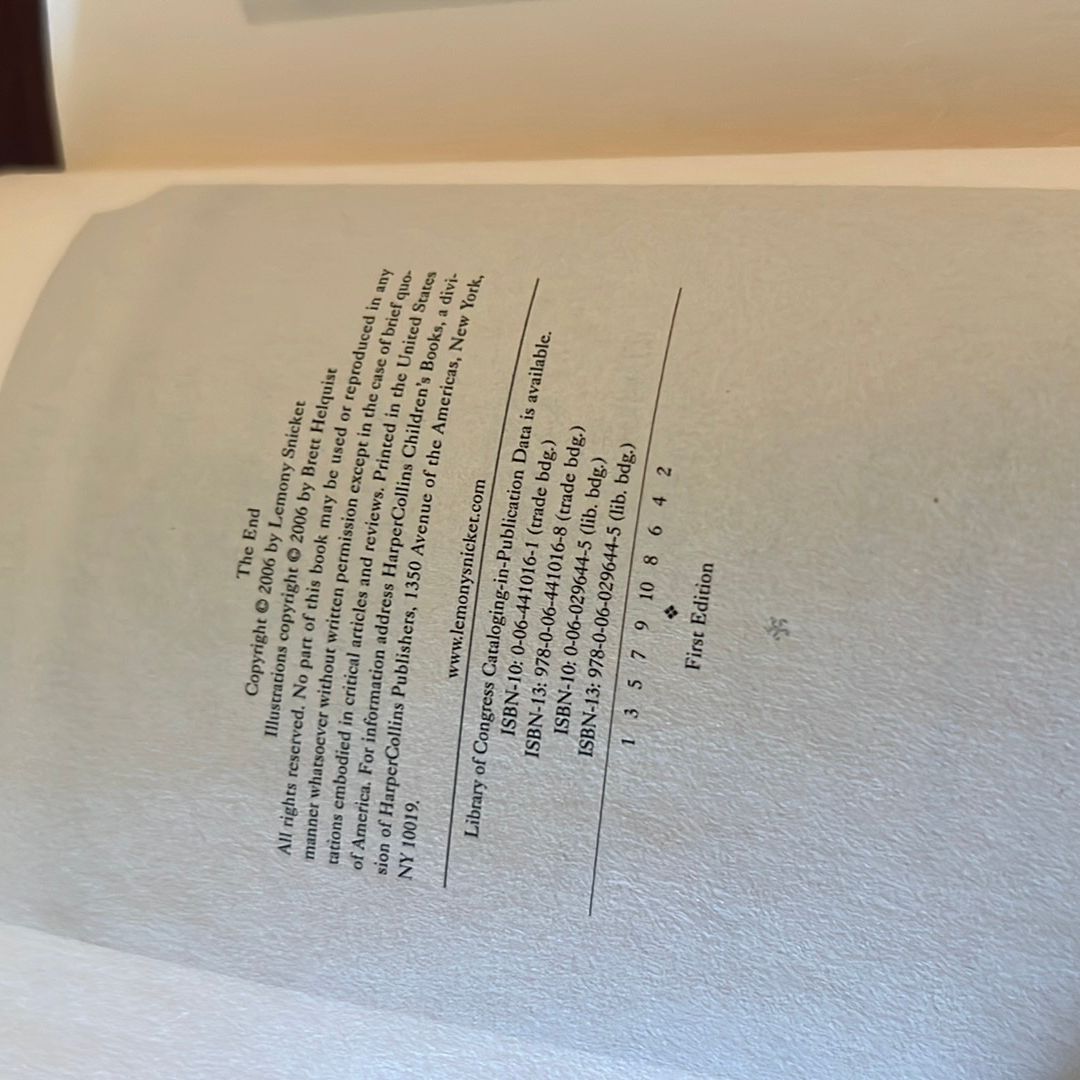 The End
Copyright © 2006 by Lemony Snicket
Illustrations copyright © 2006 by Brett Helquist
All rights reserved. No part of this book may be used or reproduced in any
manner whatsoever without written permission except in the case of brief quo-
tations embodied in critical articles and reviews. Printed in the United States
of America. For information address HarperCollins Children's Books, a divi-
sion of HarperCollins Publishers, 1350 Avenue of the Americas, New York,
NY 10019.
www.lemonysnicket.com
Library of Congress Cataloging-in-Publication Data is available.
ISBN-10: 0-06-441016-1 (trade bdg.)
ISBN-13: 978-0-06-441016-8 (trade bdg.)
ISBN-10: 0-06-029644-5 (lib. bdg.)
ISBN-13: 978-0-06-029644-5 (lib. bdg.)
1 3 5 7 9 10 8 6 4 2
❖
First Edition